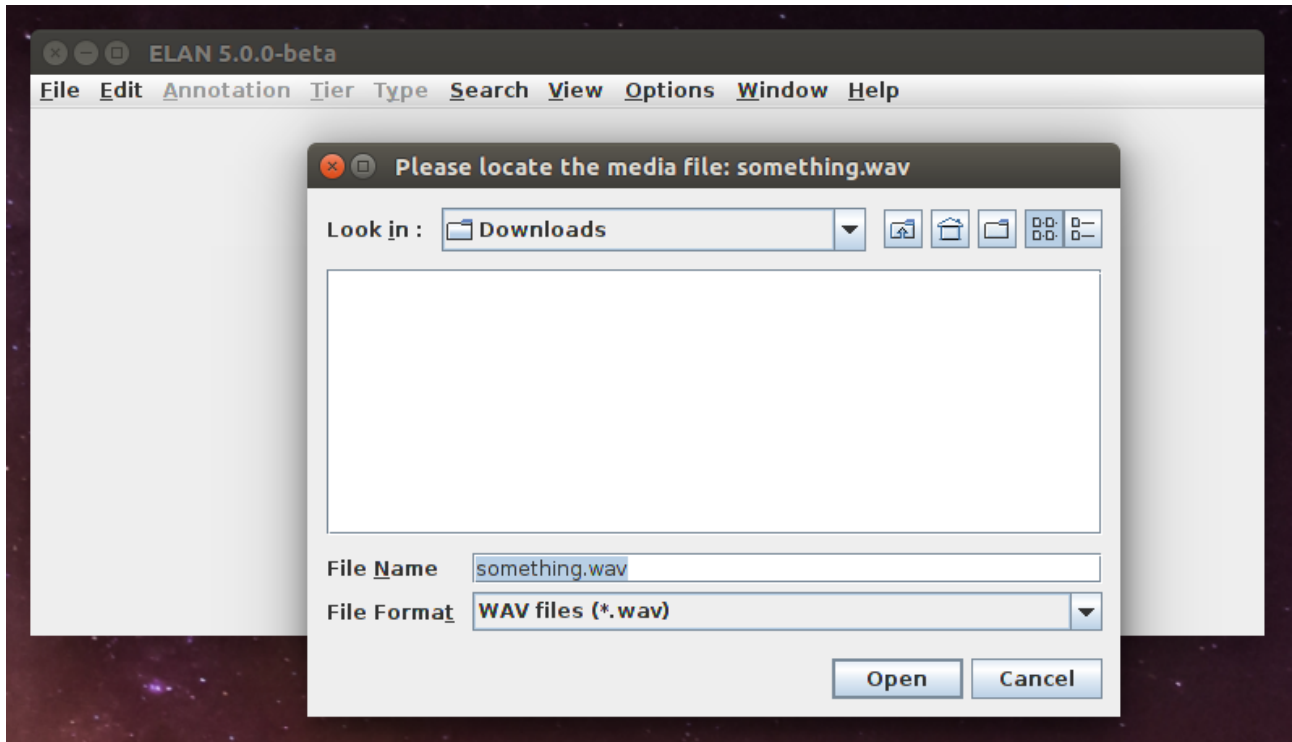 ELAN 5.0.0-beta
File Edit Annotation Tier Type Search View Options Window Help
Please locate the media file: something.wav
Look in : Downloads
File Name something.wav
File Format WAV files (*.wav)
Open Cancel